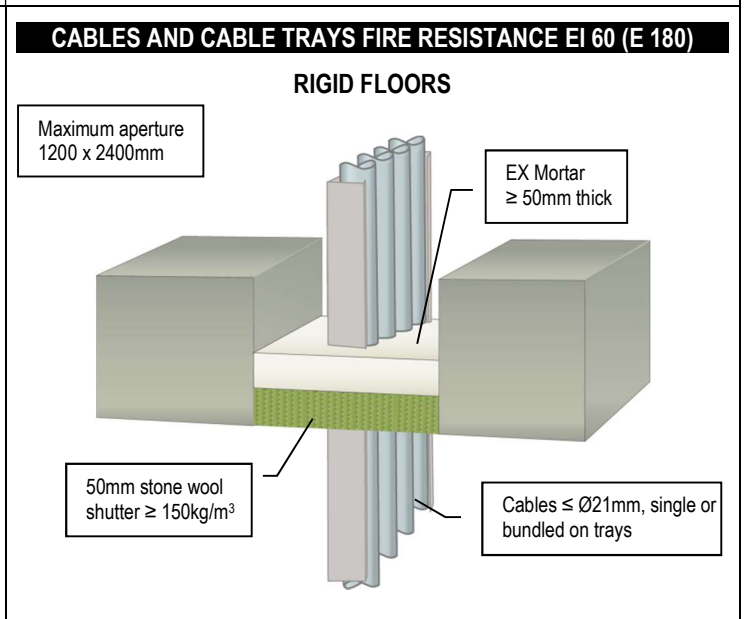 CABLES AND CABLE TRAYS FIRE RESISTANCE EI 60 (E 180)
RIGID FLOORS
Maximum aperture
1200 x 2400mm
EX Mortar
≥ 50mm thick
50mm stone wool
shutter ≥ 150kg/m³
Cables ≤ Ø21mm, single or
bundled on trays